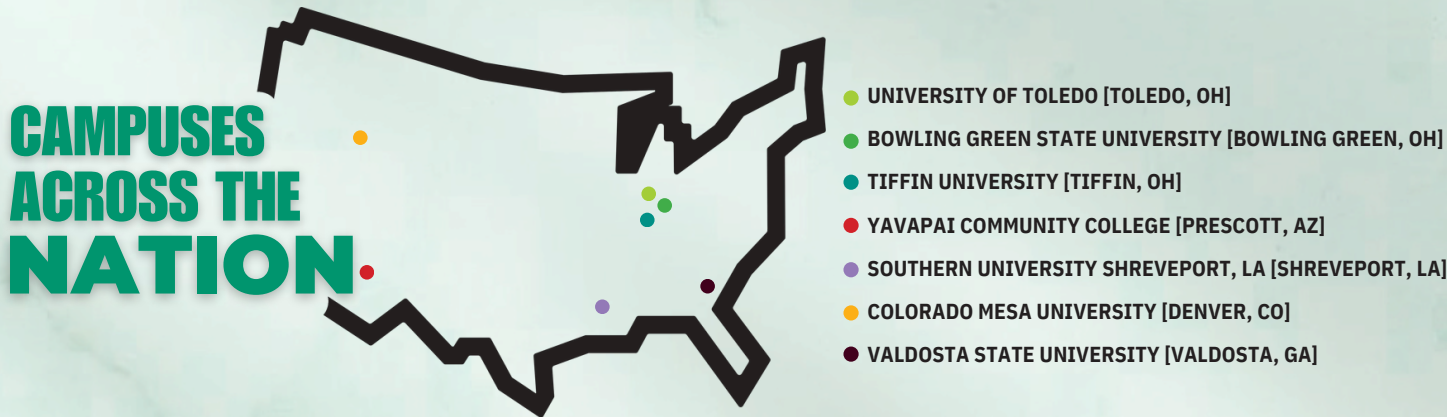 CAMPUSES
ACROSS THE
NATION
UNIVERSITY OF TOLEDO [TOLEDO, OH]
BOWLING GREEN STATE UNIVERSITY [BOWLING GREEN, OH]
TIFFIN UNIVERSITY [TIFFIN, OH]
YAVAPAI COMMUNITY COLLEGE [PRESCOTT, AZ]
SOUTHERN UNIVERSITY SHREVEPORT, LA [SHREVEPORT, LA]
COLORADO MESA UNIVERSITY [DENVER, CO]
VALDOSTA STATE UNIVERSITY [VALDOSTA, GA]